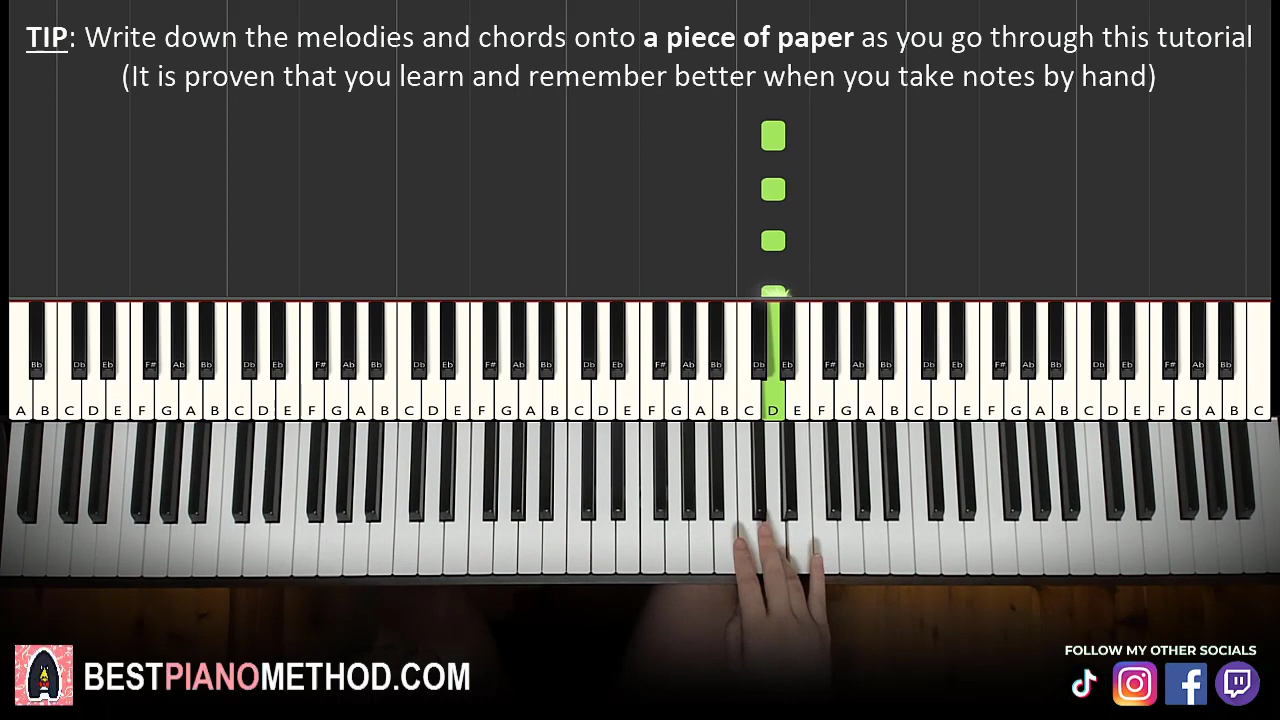 TIP: Write down the melodies and chords onto a piece of paper as you go through this tutorial
(It is proven that you learn and remember better when you take notes by hand)
Bb Db Eb F# Ab Bb Db Eb F# Ab Bb Db Eb F# Ab Bb Db Eb F# Ab Bb Db Eb F# Ab Bb Db Eb F# Ab Bb Db Eb F# Ab Bb
A B C D E F G A B C D E F G A B C D E F G A B C D E F G A B C D E F G A B C D E F G A B C D E F G A B C
FOLLOW MY OTHER SOCIALS
BESTPIANOMETHOD.COM